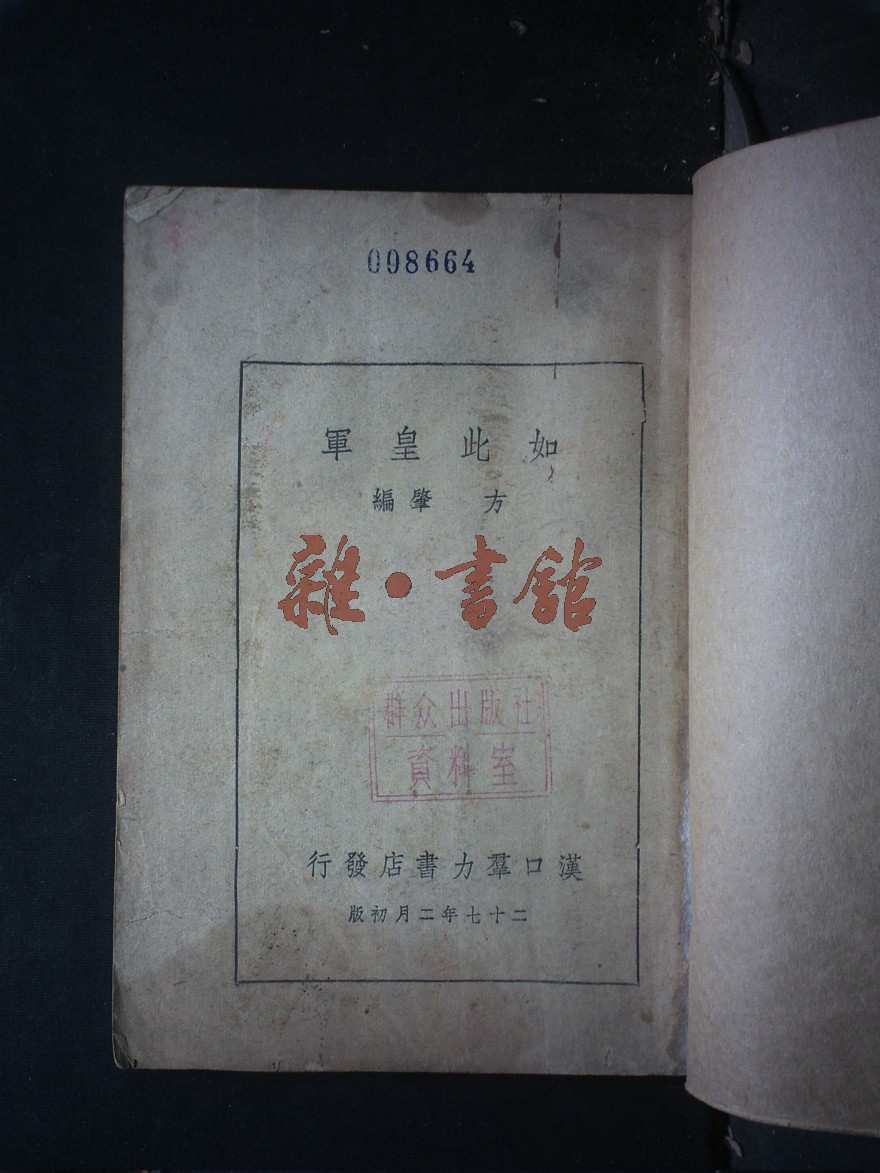 008664
如此皇軍
方肇編
雜·書館
群众出版社
資料室
漢口羣力書店發行
二十七年二月初版